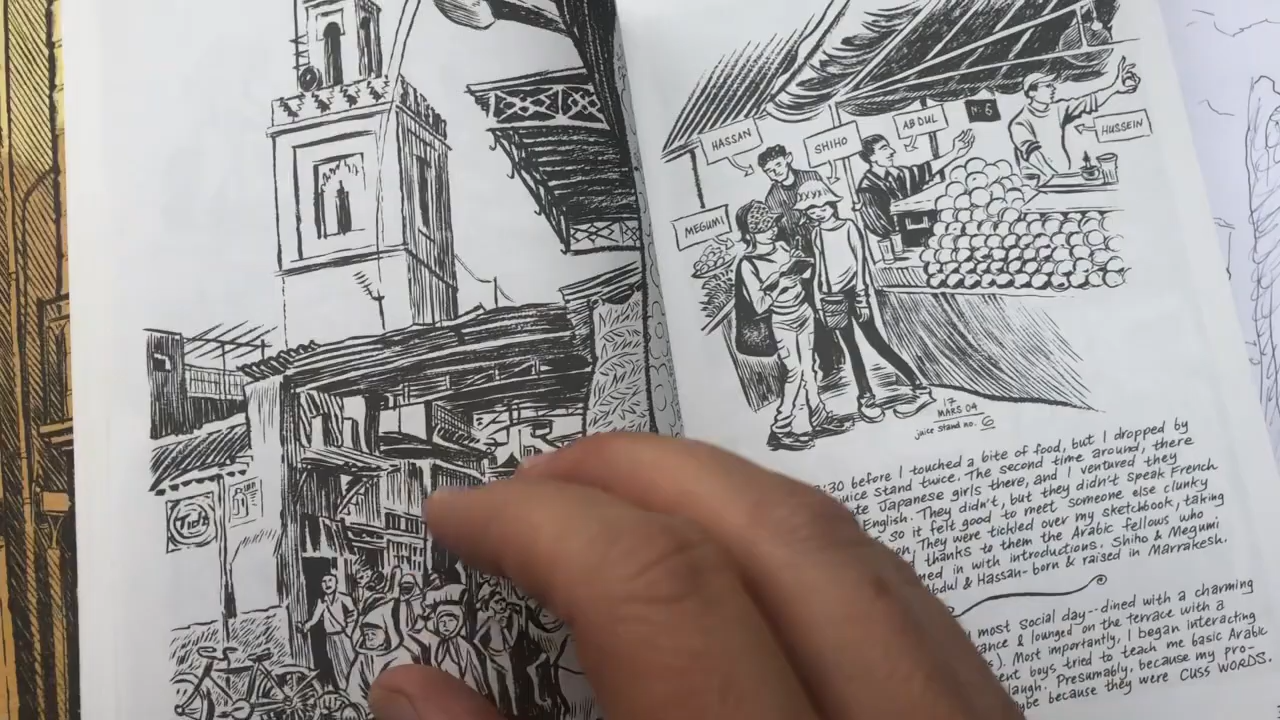 HASSAN
SHIHO
ABDUL
Nº 6
HUSSEIN
MEGUMI
17
MARS 04
juice stand no. 6
:30 before I touched a bite of food, but I dropped by
juice stand twice. The second time around, there
Japanese girls there, and I ventured they
English. They didn't, but they didn't speak French
so it felt good to meet someone else clunky
They were tickled over my sketchbook, taking
thanks to them the Arabic fellows who
in with introductions. Shiho & Megumi
Abdul & Hassan-born & raised in Marrakesh.
most social day--dined with a charming
& lounged on the terrace with a
Most importantly, I began interacting
boys tried to teach me basic Arabic
laugh. Presumably, because my pro-
because they were CUSS WORDS.